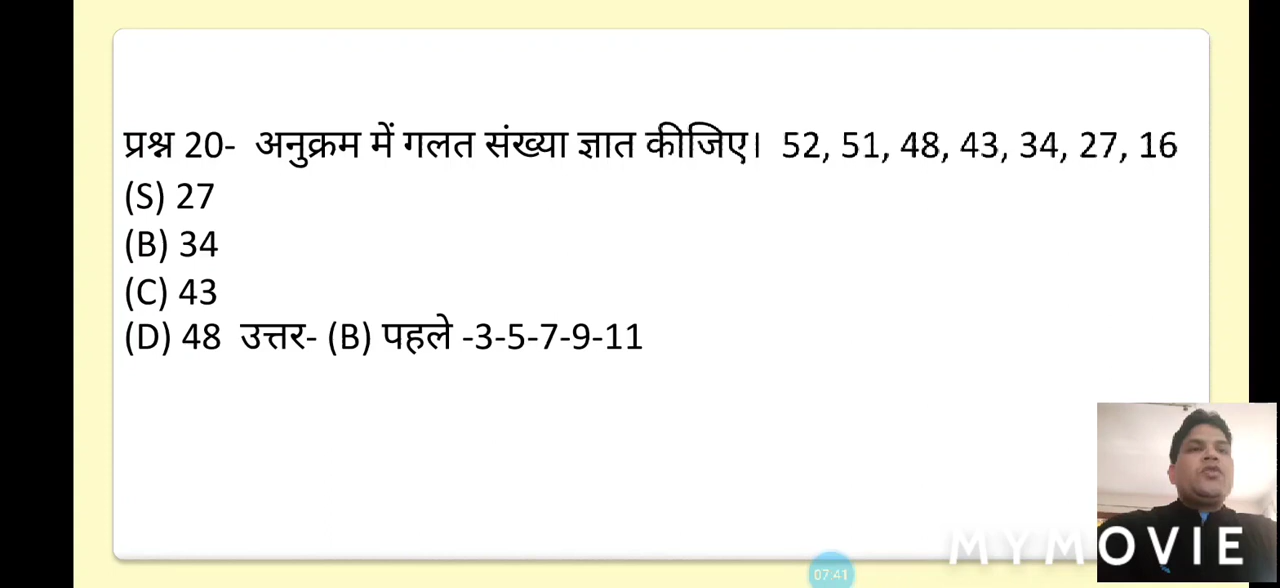 प्रश्न 20- अनुक्रम में गलत संख्या ज्ञात कीजिए। 52, 51, 48, 43, 34, 27, 16
(S) 27
(B) 34
(C) 43
(D) 48 उत्तर- (B) पहले -3-5-7-9-11
MYMOVIE
07:41